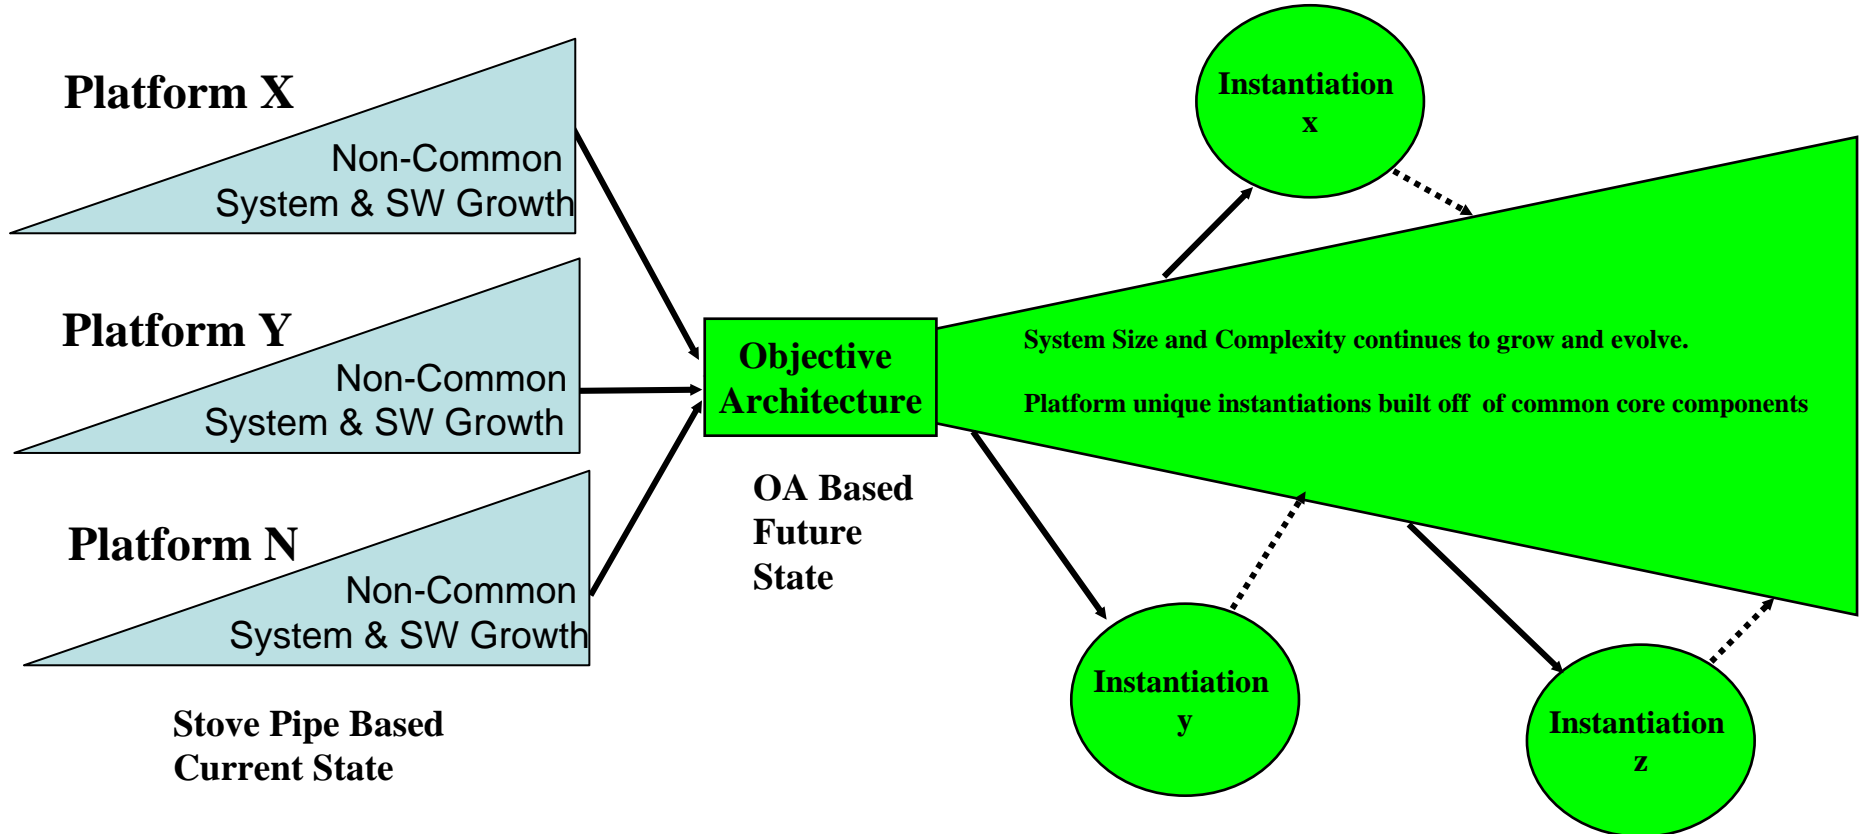 Platform X
Non-Common
System & SW Growth
Platform Y
Non-Common
System & SW Growth
Platform N
Non-Common
System & SW Growth
Stove Pipe Based
Current State
Objective
Architecture
OA Based
Future
State
Instantiation
x
System Size and Complexity continues to grow and evolve.
Platform unique instantiations built off of common core components
Instantiation
y
Instantiation
z